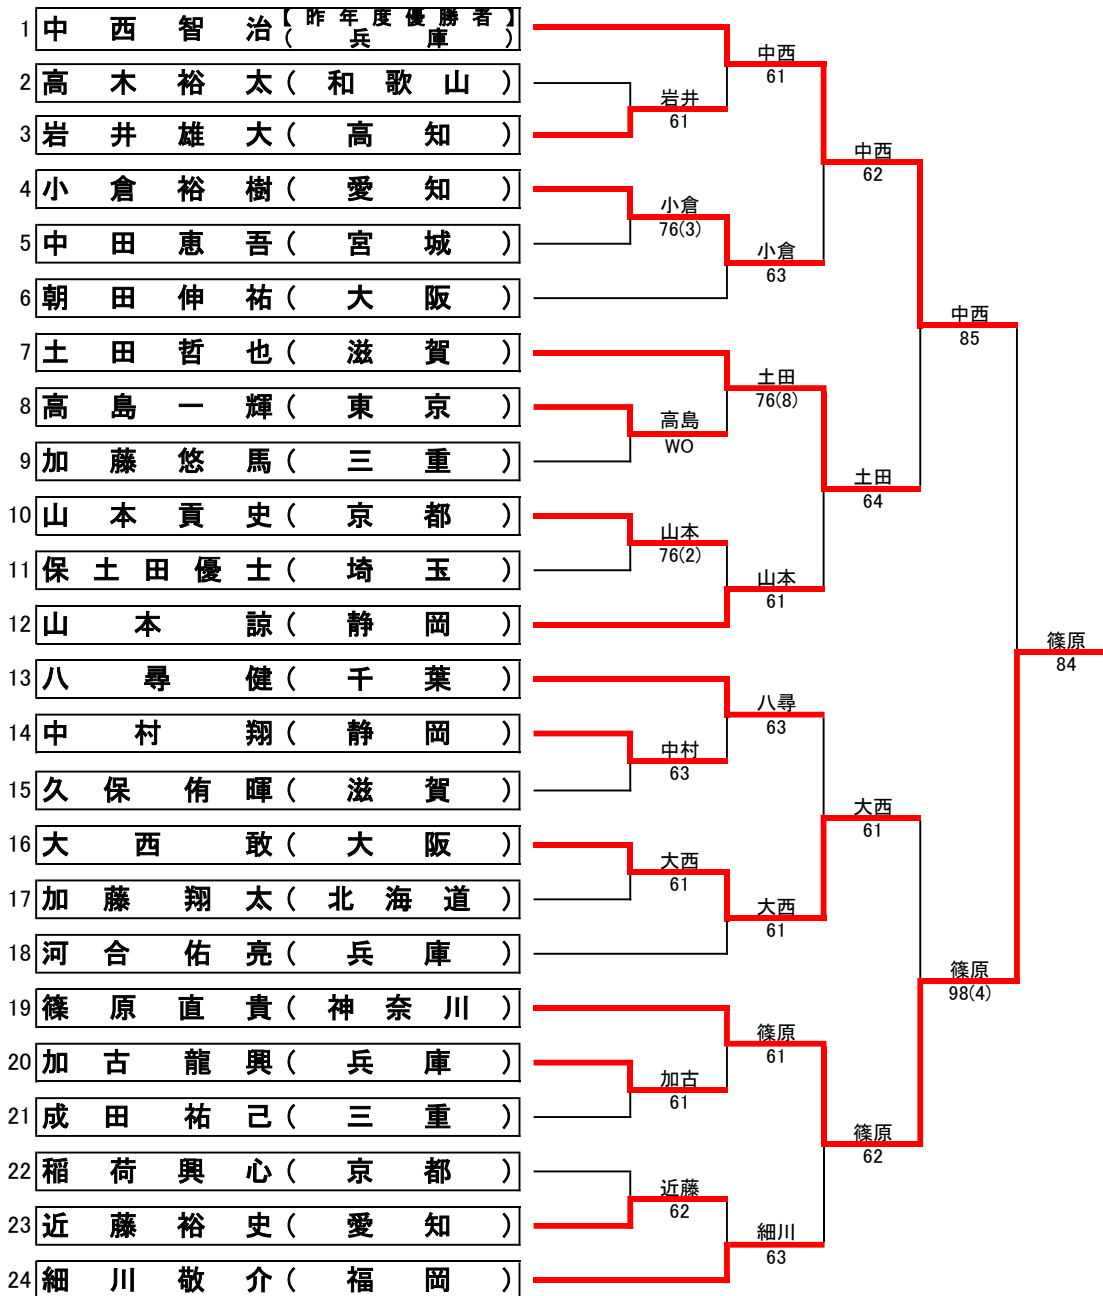 1 中西智治 【昨年度優勝者】
(兵庫)
2 高木裕太(和歌山)
3 岩井雄大(高知)
4 小倉裕樹(愛知)
5 中田恵吾(宮城)
6 朝田伸祐(大阪)
7 土田哲也(滋賀)
8 高島一輝(東京)
9 加藤悠馬(三重)
10 山本貢史(京都)
11 保土田優士(埼玉)
12 山本諒(静岡)
13 八尋健(千葉)
14 中村翔(静岡)
15 久保侑暉(滋賀)
16 大西敢(大阪)
17 加藤翔太(北海道)
18 河合佑亮(兵庫)
19 篠原直貴(神奈川)
20 加古龍興(兵庫)
21 成田祐己(三重)
22 稲荷興心(京都)
23 近藤裕史(愛知)
24 細川敬介(福岡)
岩井
61
小倉
76(3)
高島
WO
山本
76(2)
中村
63
大西
61
加古
61
近藤
62
中西
61
小倉
63
土田
76(8)
山本
61
八尋
63
大西
61
篠原
61
細川
63
中西
62
土田
64
大西
61
篠原
62
中西
85
篠原
98(4)
篠原
84